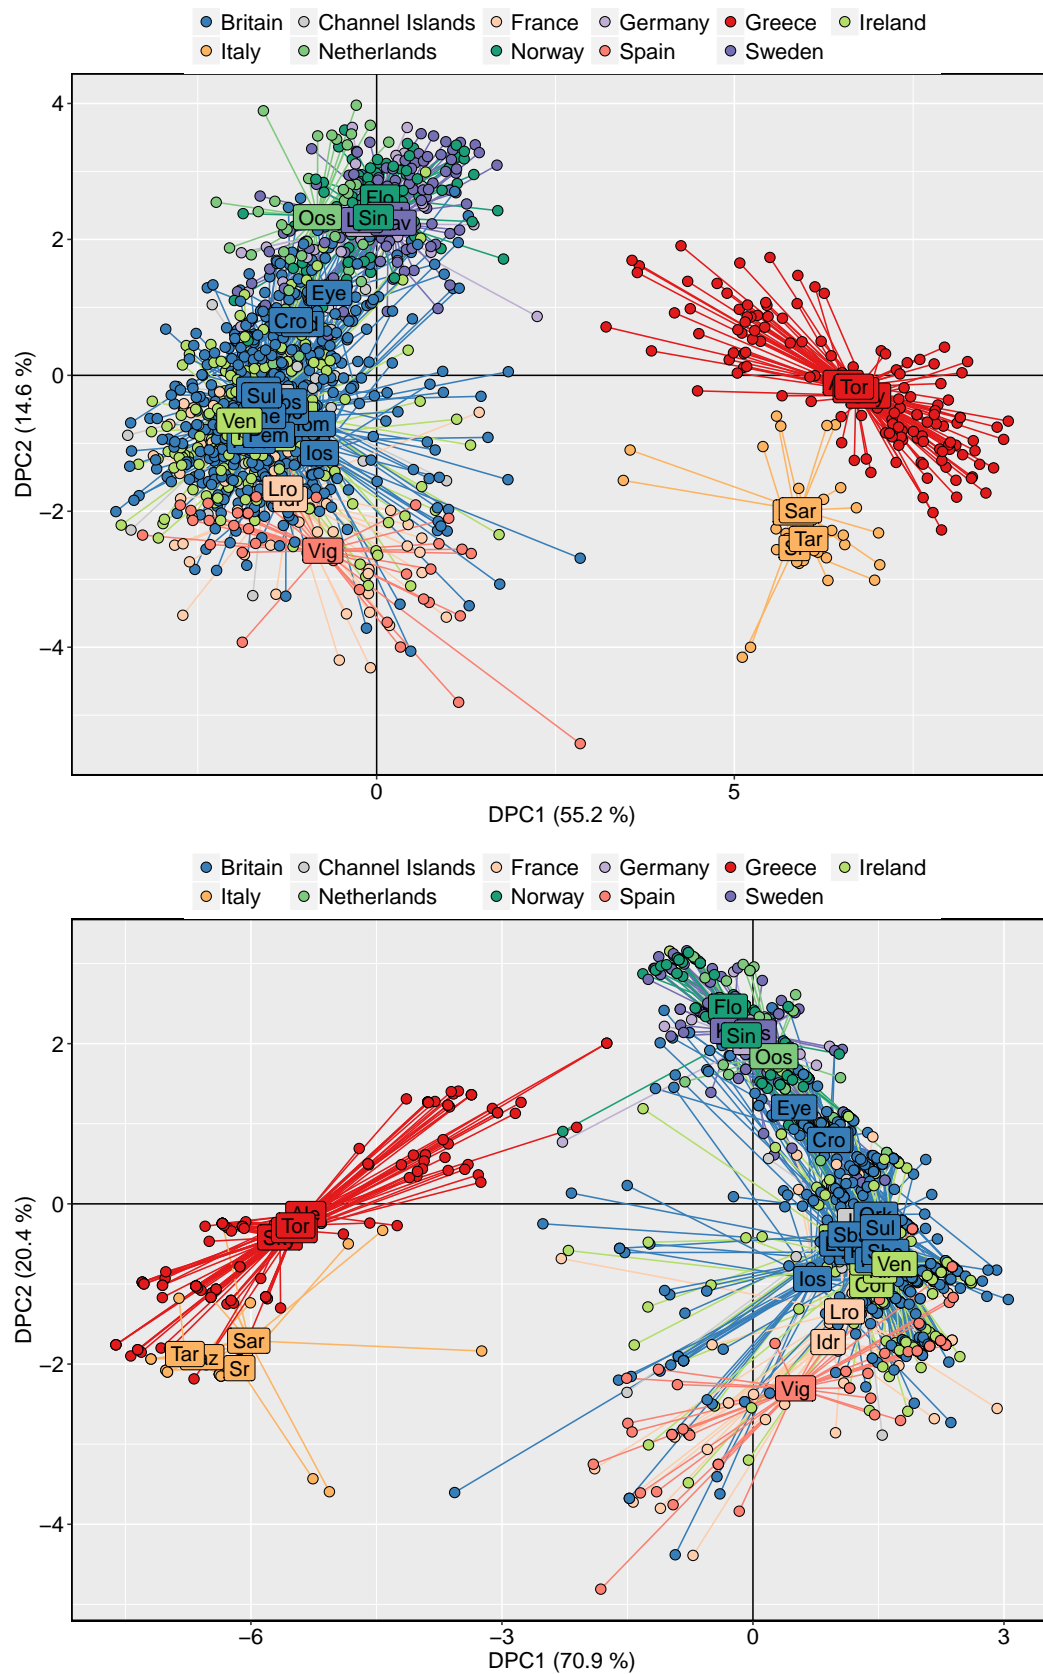 Britain Channel Islands France Germany Greece Ireland
Italy Netherlands Norway Spain Sweden
4
2
0
−2
−4
DPC2 (14.6 %)
Flo
Oos
Sin
Eye
Cro
Sul
Ven
Ios
Lro
Vig
Tor
Sar
Tar
0
5
DPC1 (55.2 %)
Britain Channel Islands France Germany Greece Ireland
Italy Netherlands Norway Spain Sweden
2
0
−2
−4
DPC2 (20.4 %)
Flo
Sin
Oos
Eye
Cro
Ale
Tor
Sul
Ven
Ios
Cor
Lro
Idr
Sar
Tar
Sr
Vig
−6
−3
0
3
DPC1 (70.9 %)